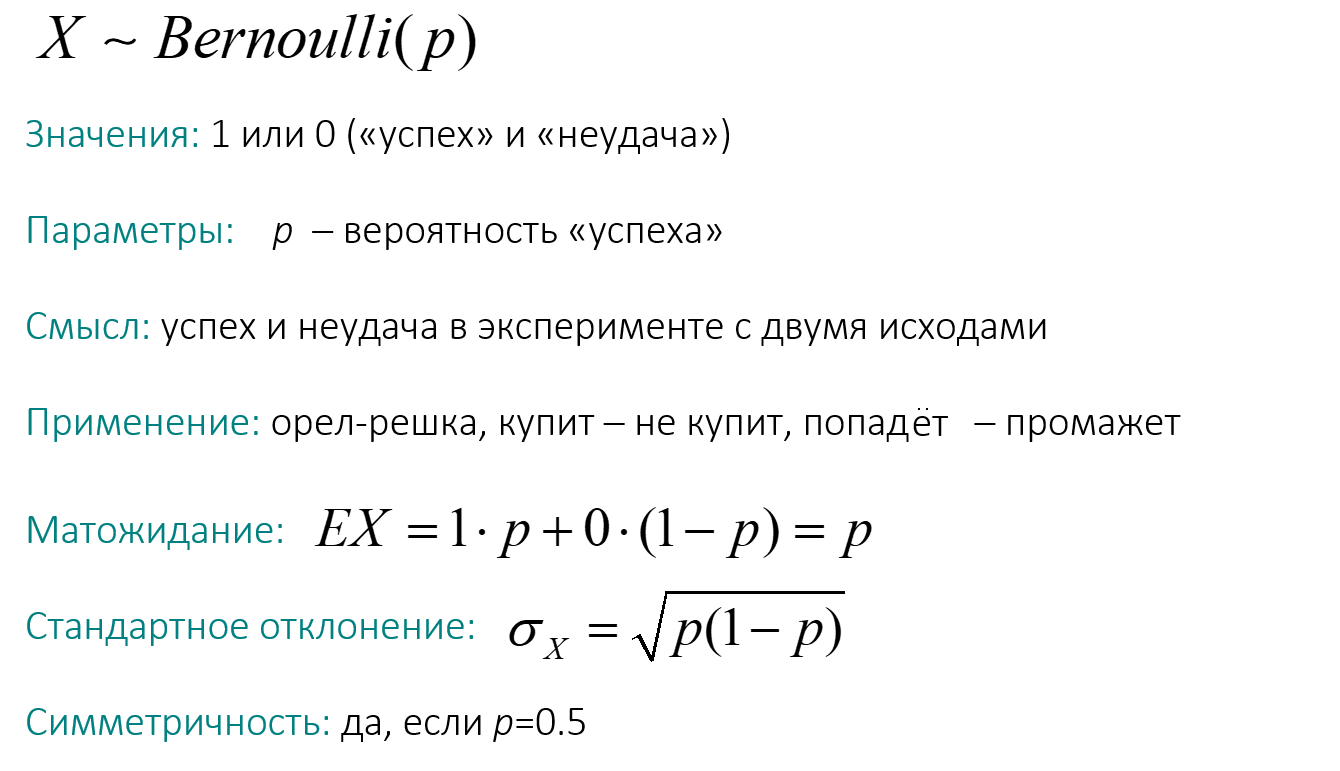 X ~ Bernoulli(p)
Значения: 1 или 0 («успех» и «неудача»)
Параметры: p – вероятность «успеха»
Смысл: успех и неудача в эксперименте с двумя исходами
Применение: орел-решка, купит – не купит, попадёт – промажет
Матожидание: EX = 1· p + 0·(1− p) = p
Стандартное отклонение: σ_X = √p(1− p)
Симметричность: да, если p=0.5